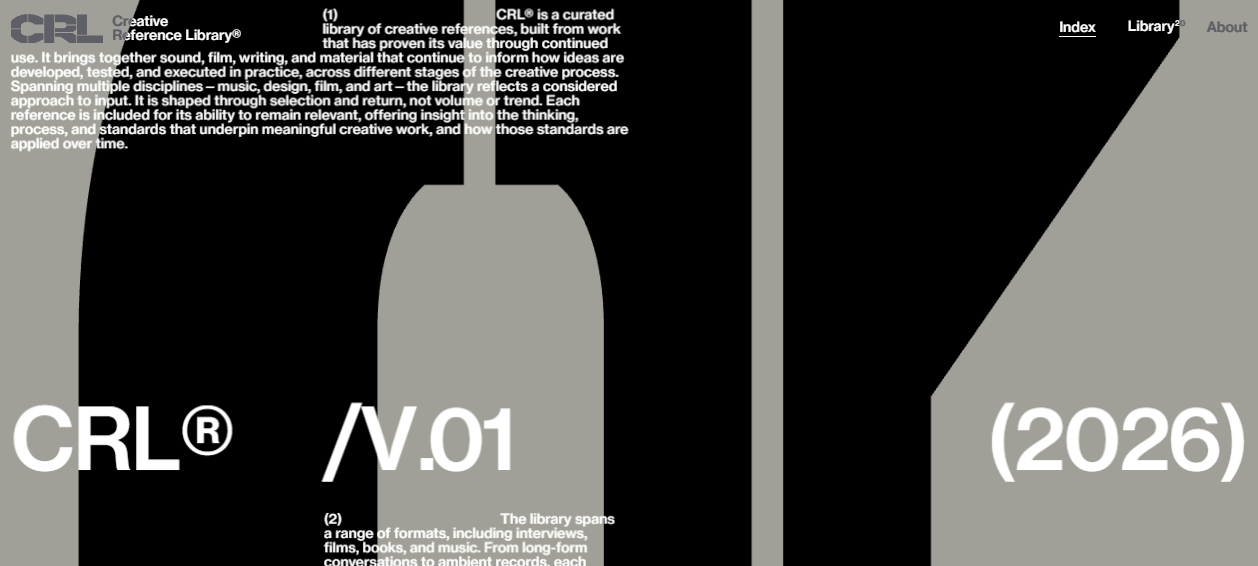 CRL
Creative
Reference Library®
Index
Library²⁰
About
(1) CRL® is a curated
library of creative references, built from work
that has proven its value through continued
use. It brings together sound, film, writing, and material that continue to inform how ideas are
developed, tested, and executed in practice, across different stages of the creative process.
Spanning multiple disciplines – music, design, film, and art – the library reflects a considered
approach to input. It is shaped through selection and return, not volume or trend. Each
reference is included for its ability to remain relevant, offering insight into the thinking,
process, and standards that underpin meaningful creative work, and how those standards are
applied over time.
CRL® /V.01 (2026)
(2) The library spans
a range of formats, including interviews,
films, books, and music. From long-form
conversations to ambient records, each